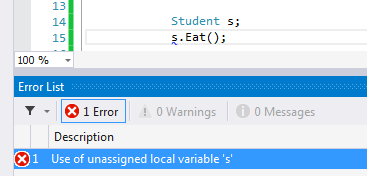 13
14 Student s;
15 s.Eat();
100 %
Error List
1 Error 0 Warnings 0 Messages
Description
1 Use of unassigned local variable 's'